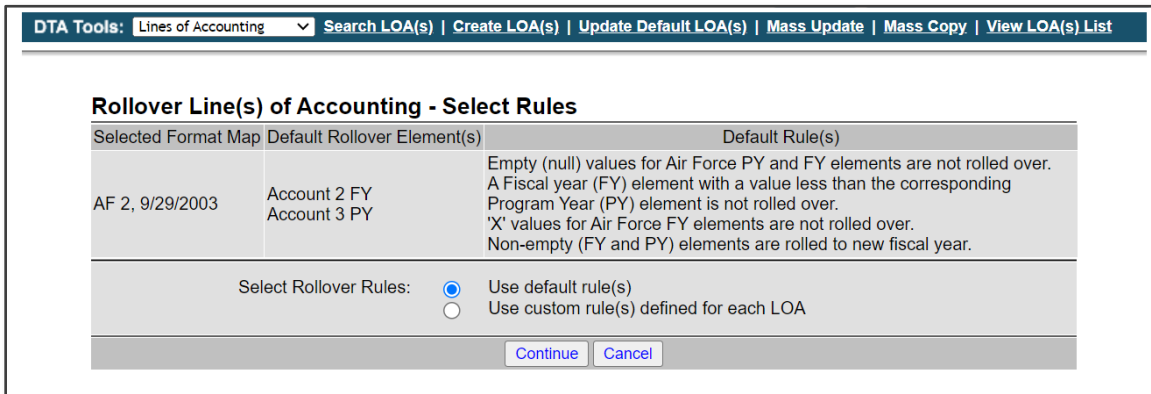 DTA Tools: Lines of Accounting Search LOA(s) | Create LOA(s) | Update Default LOA(s) | Mass Update | Mass Copy | View LOA(s) List
Rollover Line(s) of Accounting - Select Rules
Selected Format Map Default Rollover Element(s) Default Rule(s)
AF 2, 9/29/2003
Account 2 FY
Account 3 PY
Empty (null) values for Air Force PY and FY elements are not rolled over.
A Fiscal year (FY) element with a value less than the corresponding
Program Year (PY) element is not rolled over.
'X' values for Air Force FY elements are not rolled over.
Non-empty (FY and PY) elements are rolled to new fiscal year.
Select Rollover Rules: Use default rule(s)
Use custom rule(s) defined for each LOA
Continue Cancel